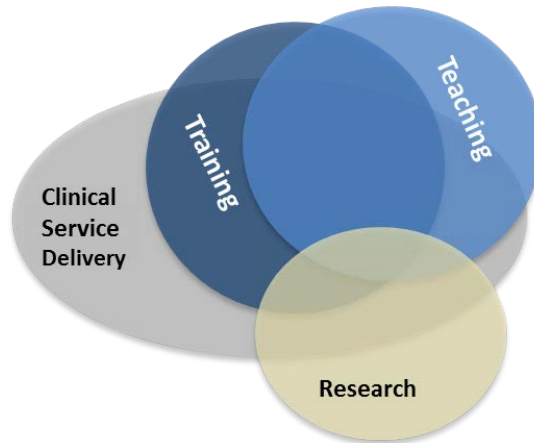 Teaching
Training
Clinical
Service
Delivery
Research